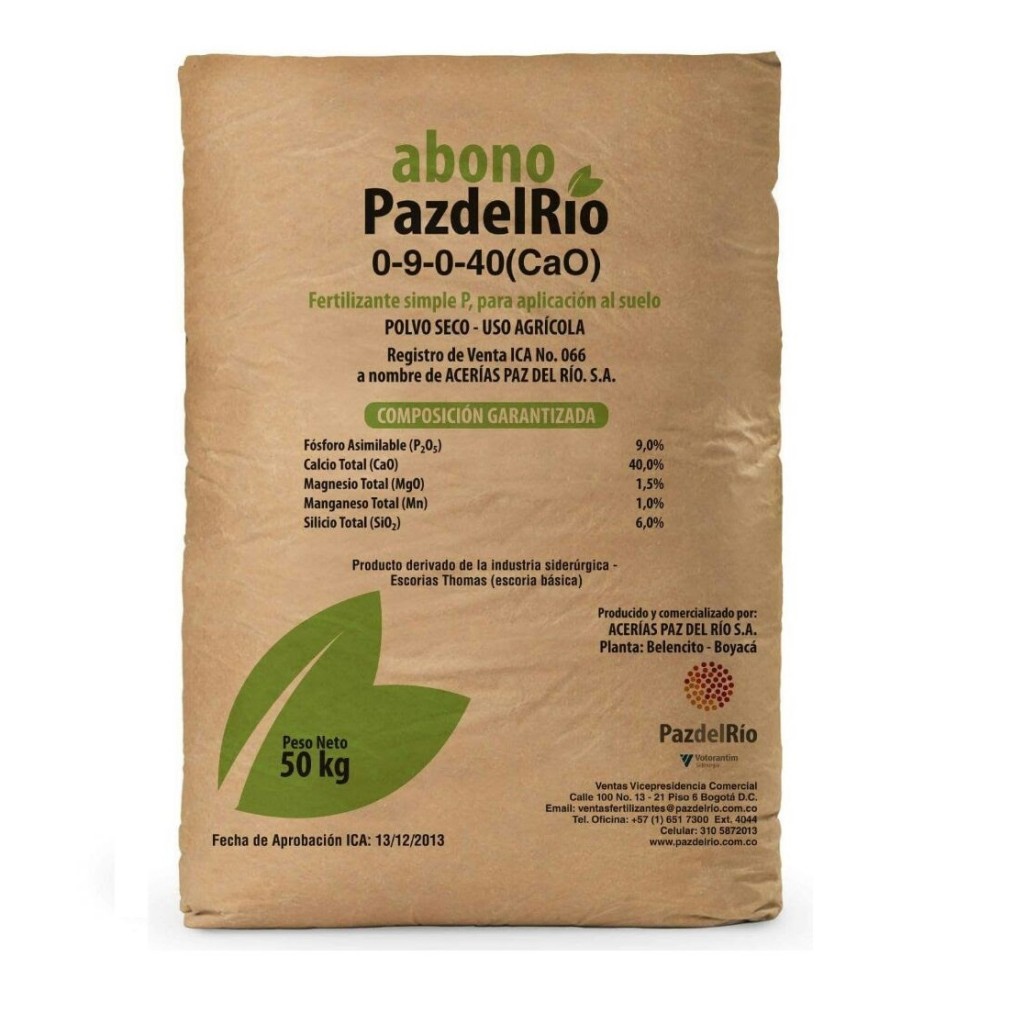 abono
PazdelRío
0-9-0-40(CaO)
Fertilizante simple P, para aplicación al suelo
POLVO SECO - USO AGRÍCOLA
Registro de Venta ICA No. 066
a nombre de ACERÍAS PAZ DEL RÍO. S.A.
COMPOSICIÓN GARANTIZADA
Fósforo Asimilable (P₂O₅) 9,0%
Calcio Total (CaO) 40,0%
Magnesio Total (MgO) 1,5%
Manganeso Total (Mn) 1,0%
Silicio Total (SiO₂) 6,0%
Producto derivado de la industria siderúrgica -
Escorias Thomas (escoria básica)
Producido y comercializado por:
ACERÍAS PAZ DEL RÍO S.A.
Planta: Belencito - Boyacá
PazdelRío
Votorantim
Siderurgia
Peso Neto
50 kg
Ventas Vicepresidencia Comercial
Calle 100 No. 13 - 21 Piso 6 Bogotá D.C.
Email: ventasfertilizantes@pazdelrio.com.co
Tel. Oficina: +57 (1) 651 7300 Ext. 4044
Celular: 310 5872013
www.pazdelrio.com.co
Fecha de Aprobación ICA: 13/12/2013